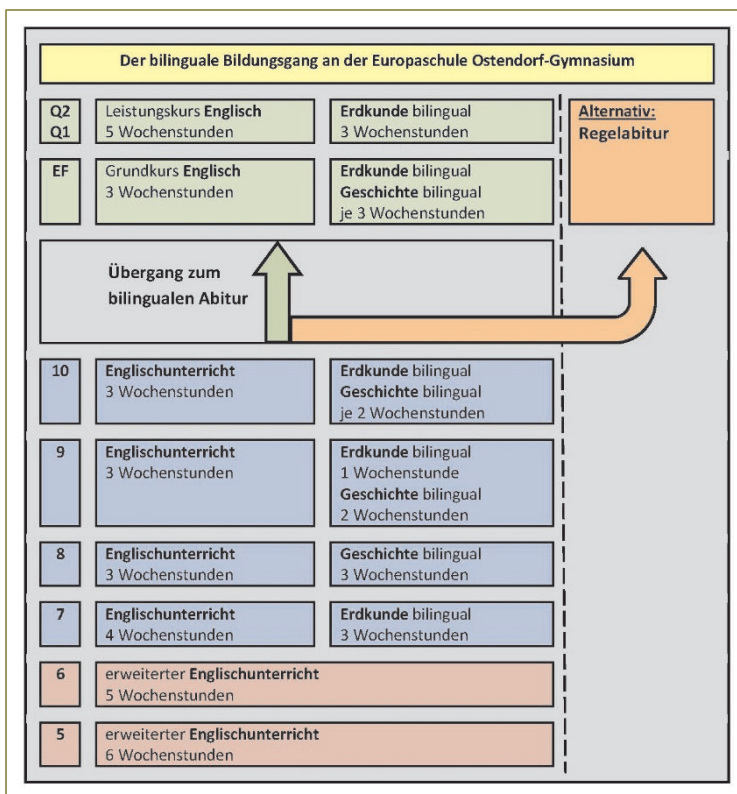 Der bilinguale Bildungsgang an der Europaschule Ostendorf-Gymnasium
Q2
Q1
Leistungskurs Englisch
5 Wochenstunden
Erdkunde bilingual
3 Wochenstunden
Alternativ:
Regelabitur
EF
Grundkurs Englisch
3 Wochenstunden
Erdkunde bilingual
Geschichte bilingual
je 3 Wochenstunden
Übergang zum
bilingualen Abitur
10
Englischunterricht
3 Wochenstunden
Erdkunde bilingual
Geschichte bilingual
je 2 Wochenstunden
9
Englischunterricht
3 Wochenstunden
Erdkunde bilingual
1 Wochenstunde
Geschichte bilingual
2 Wochenstunden
8
Englischunterricht
3 Wochenstunden
Geschichte bilingual
3 Wochenstunden
7
Englischunterricht
4 Wochenstunden
Erdkunde bilingual
3 Wochenstunden
6
erweiterter Englischunterricht
5 Wochenstunden
5
erweiterter Englischunterricht
6 Wochenstunden